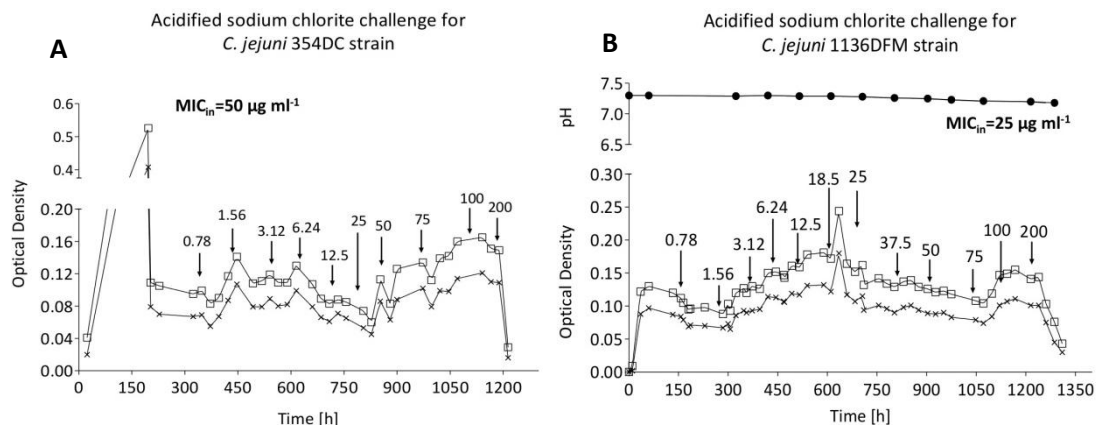 Acidified sodium chlorite challenge for
C. jejuni 354DC strain
A
MIC_in=50 µg ml⁻¹
Optical Density
0.6
0.5
0.4
0.20
0.16
0.12
0.08
0.04
0.00
0.78
1.56
3.12
6.24
12.5
25
50
75
100
200
0 150 300 450 600 750 900 1050 1200
Time [h]
Acidified sodium chlorite challenge for
C. jejuni 1136DFM strain
B
pH
7.5
7.0
6.5
MIC_in=25 µg ml⁻¹
Optical Density
0.30
0.25
0.20
0.15
0.10
0.05
0.00
0.78
1.56
3.12
6.24
12.5
18.5
25
37.5
50
75
100
200
0 150 300 450 600 750 900 1050 1200 1350
Time [h]